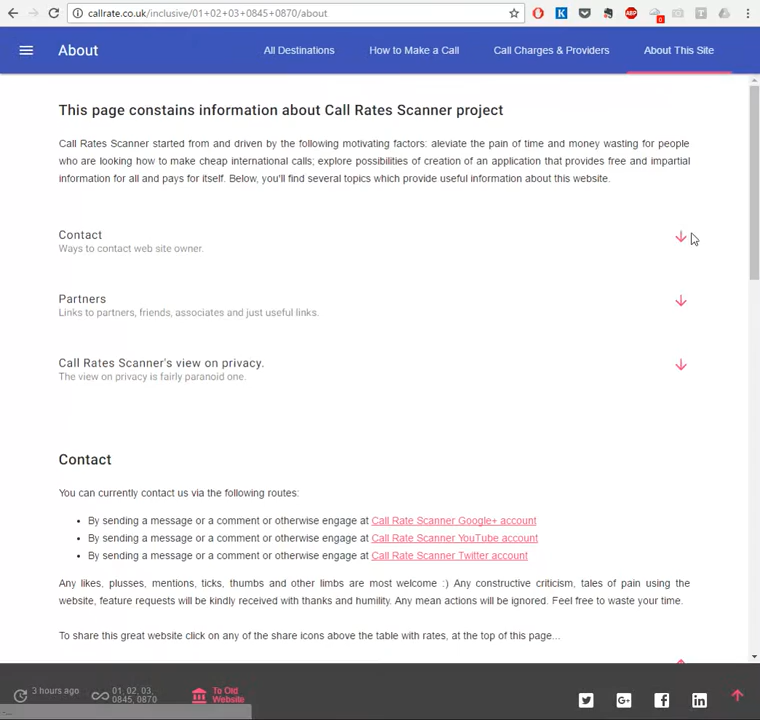 callrate.co.uk/inclusive/01+02+03+0845+0870/about
About
All Destinations
How to Make a Call
Call Charges & Providers
About This Site
This page constains information about Call Rates Scanner project
Call Rates Scanner started from and driven by the following motivating factors: aleviate the pain of time and money wasting for people
who are looking how to make cheap international calls; explore possibilities of creation of an application that provides free and impartial
information for all and pays for itself. Below, you'll find several topics which provide useful information about this website.
Contact
Ways to contact web site owner.
Partners
Links to partners, friends, associates and just useful links.
Call Rates Scanner's view on privacy.
The view on privacy is fairly paranoid one.
Contact
You can currently contact us via the following routes:
• By sending a message or a comment or otherwise engage at Call Rate Scanner Google+ account
• By sending a message or a comment or otherwise engage at Call Rate Scanner YouTube account
• By sending a message or a comment or otherwise engage at Call Rate Scanner Twitter account
Any likes, plusses, mentions, ticks, thumbs and other limbs are most welcome :) Any constructive criticism, tales of pain using the
website, feature requests will be kindly received with thanks and humility. Any mean actions will be ignored. Feel free to waste your time.
To share this great website click on any of the share icons above the table with rates, at the top of this page...
3 hours ago
01, 02, 03,
0845, 0870
To Old
Website